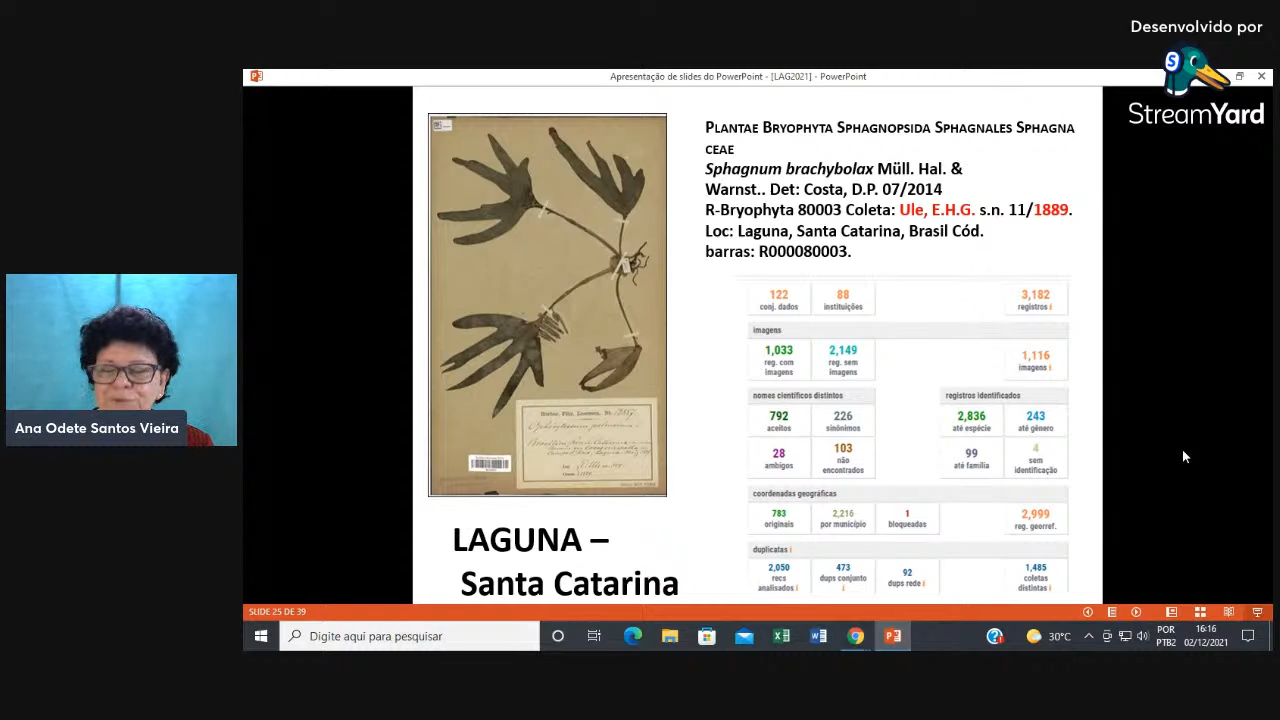 Desenvolvido por
S
StreamYard
Apresentação de slides do PowerPoint - [LAG2021] - PowerPoint
PLANTAE BRYOPHYTA SPHAGNOPSIDA SPHAGNALES SPHAGNA
CEAE
Sphagnum brachybolax Müll. Hal. &
Warnst.. Det: Costa, D.P. 07/2014
R-Bryophyta 80003 Coleta: Ule, E.H.G. s.n. 11/1889.
Loc: Laguna, Santa Catarina, Brasil Cód.
barras: R000080003.
122 88 3,182
conj. dados instituições registros i
imagens
1,033 2,149 1,116
reg. com reg. sem imagens i
imagens imagens
nomes científicos distintos registros identificados
792 226 2,836 243
aceitos sinônimos até espécie até gênero
28 103 99 4
ambigos não até família sem
encontrados identificação
coordenadas geográficas
783 2,216 1 2,999
originais por município bloqueadas reg. georref.
duplicatas i
2,050 473 92 1,485
recs dups conjunto dups rede i coletas
analisados i i distintas i
LAGUNA –
Santa Catarina
Ana Odete Santos Vieira
SLIDE 25 DE 39
Digite aqui para pesquisar
30°C
POR
PTB2
16:16
02/12/2021